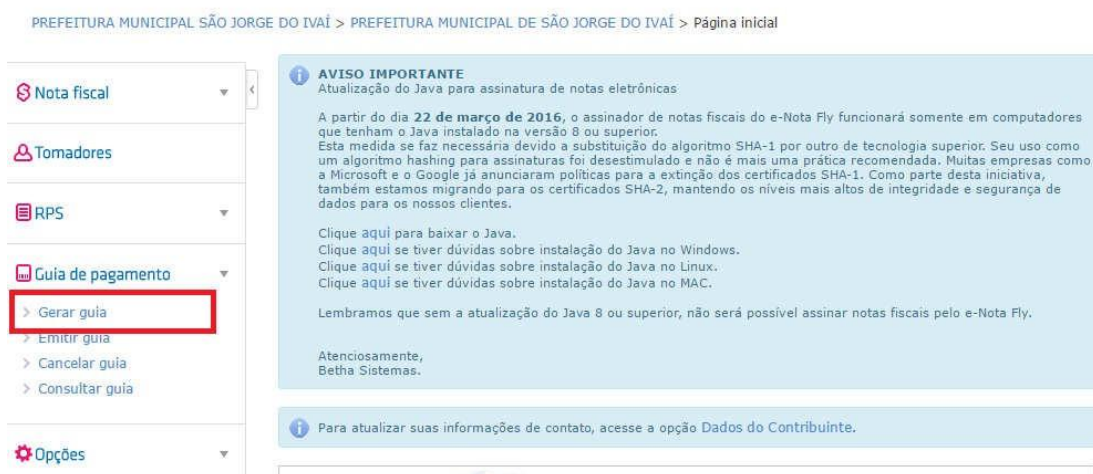 PREFEITURA MUNICIPAL SÃO JORGE DO IVAÍ > PREFEITURA MUNICIPAL DE SÃO JORGE DO IVAÍ > Página inicial
Nota fiscal
Tomadores
RPS
Guia de pagamento
> Gerar guia
> Emitir guia
> Cancelar guia
> Consultar guia
Opções
AVISO IMPORTANTE
Atualização do Java para assinatura de notas eletrônicas
A partir do dia 22 de março de 2016, o assinador de notas fiscais do e-Nota Fly funcionará somente em computadores
que tenham o Java instalado na versão 8 ou superior.
Esta medida se faz necessária devido a substituição do algoritmo SHA-1 por outro de tecnologia superior. Seu uso como
um algoritmo hashing para assinaturas foi desestimulado e não é mais uma prática recomendada. Muitas empresas como
a Microsoft e o Google já anunciaram políticas para a extinção dos certificados SHA-1. Como parte desta iniciativa,
também estamos migrando para os certificados SHA-2, mantendo os níveis mais altos de integridade e segurança de
dados para os nossos clientes.
Clique aqui para baixar o Java.
Clique aqui se tiver dúvidas sobre instalação do Java no Windows.
Clique aqui se tiver dúvidas sobre instalação do Java no Linux.
Clique aqui se tiver dúvidas sobre instalação do Java no MAC.
Lembramos que sem a atualização do Java 8 ou superior, não será possível assinar notas fiscais pelo e-Nota Fly.
Atenciosamente,
Betha Sistemas.
Para atualizar suas informações de contato, acesse a opção Dados do Contribuinte.